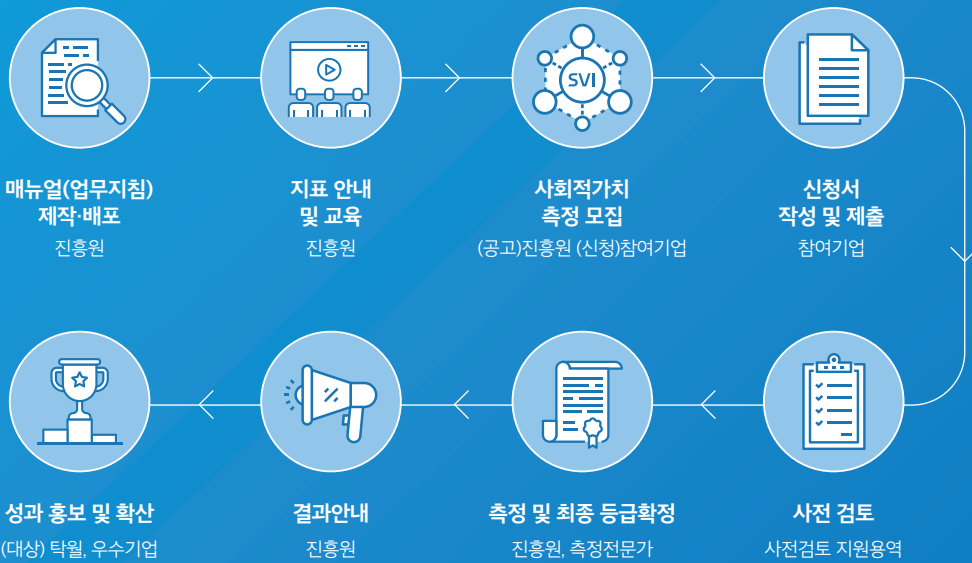 SVI
매뉴얼(업무지침)
제작·배포
진흥원
지표 안내
및 교육
진흥원
사회적가치
측정 모집
(공고)진흥원 (신청)참여기업
신청서
작성 및 제출
참여기업
사전 검토
사전검토 지원용역
측정 및 최종 등급확정
진흥원, 측정전문가
결과안내
진흥원
성과 홍보 및 확산
(대상) 탁월, 우수기업